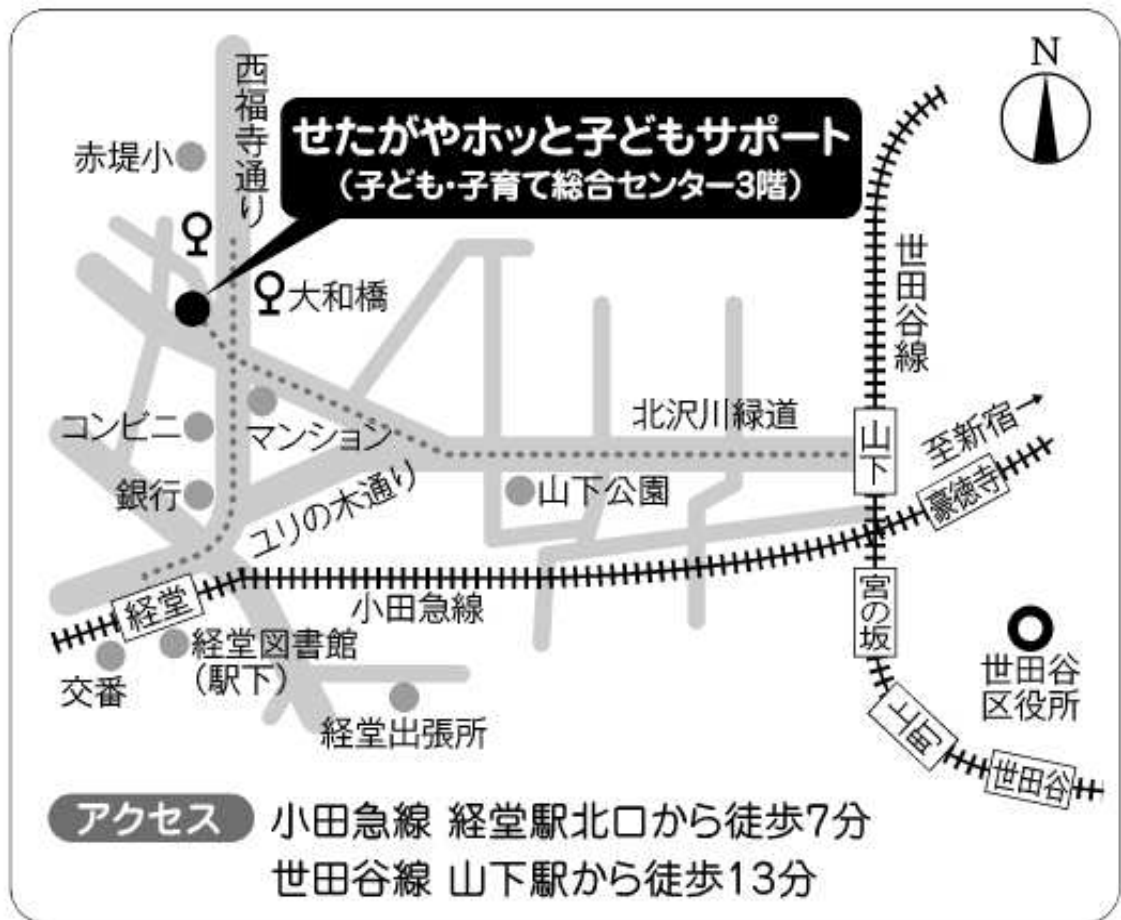 N
西福寺通り
せたがやホッと子どもサポート
(子ども・子育て総合センター3階)
赤堤小
大和橋
世田谷線
コンビニ
マンション
北沢川緑道
山下
至新宿→
豪徳寺
銀行
ユリの木通り
山下公園
経堂
小田急線
宮の坂
経堂図書館
(駅下)
交番
世田谷
区役所
経堂出張所
上町
世田谷
アクセス 小田急線 経堂駅北口から徒歩7分
世田谷線 山下駅から徒歩13分